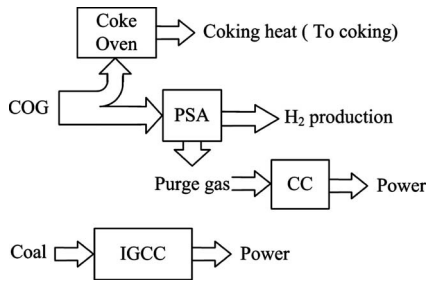 Coke
Oven
Coking heat ( To coking)
COG
PSA
H₂ production
Purge gas
CC
Power
Coal
IGCC
Power